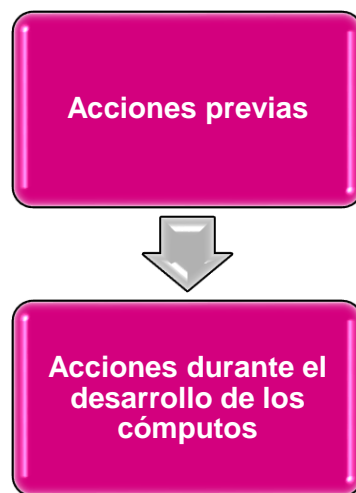 Acciones previas
Acciones durante el
desarrollo de los
cómputos